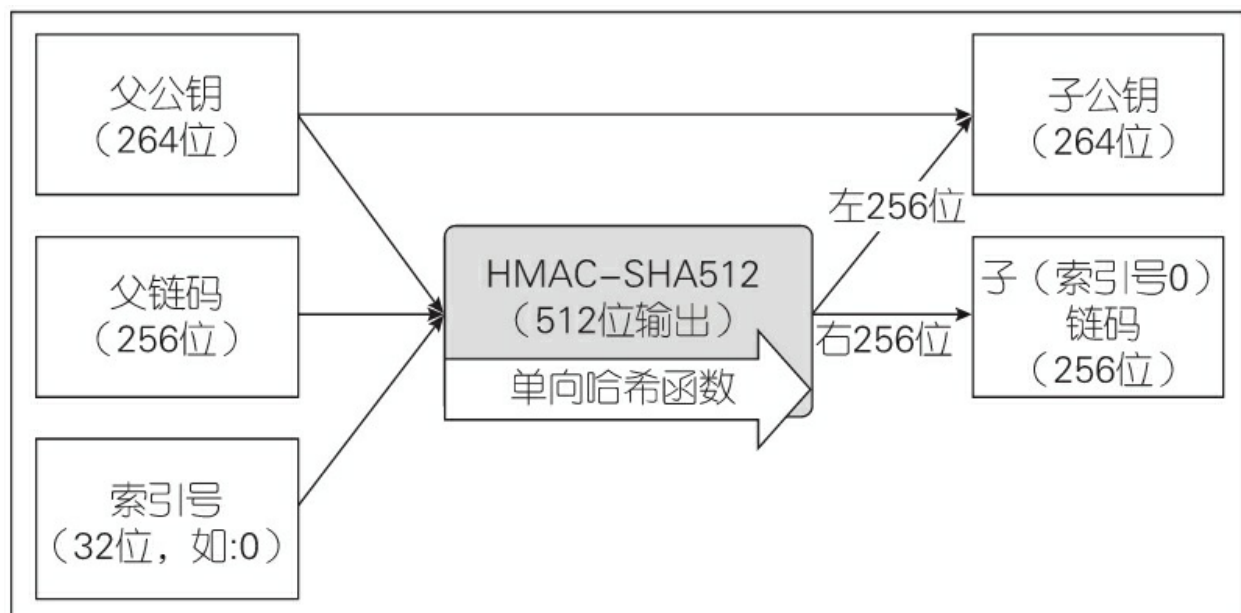 父公钥
（264位）
父链码
（256位）
索引号
（32位，如:0）
HMAC–SHA512
（512位输出）
单向哈希函数
左256位
右256位
子公钥
（264位）
子（索引号0）
链码
（256位）